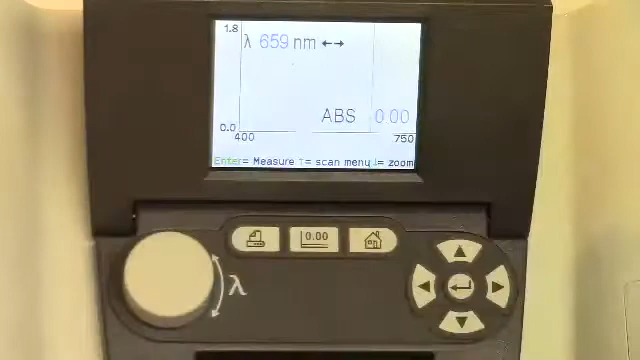 1.8
λ 659 nm ←→
ABS 0.00
0.0
400 750
Enter= Measure ↑= scan menu ↓= zoom
0.00
λ